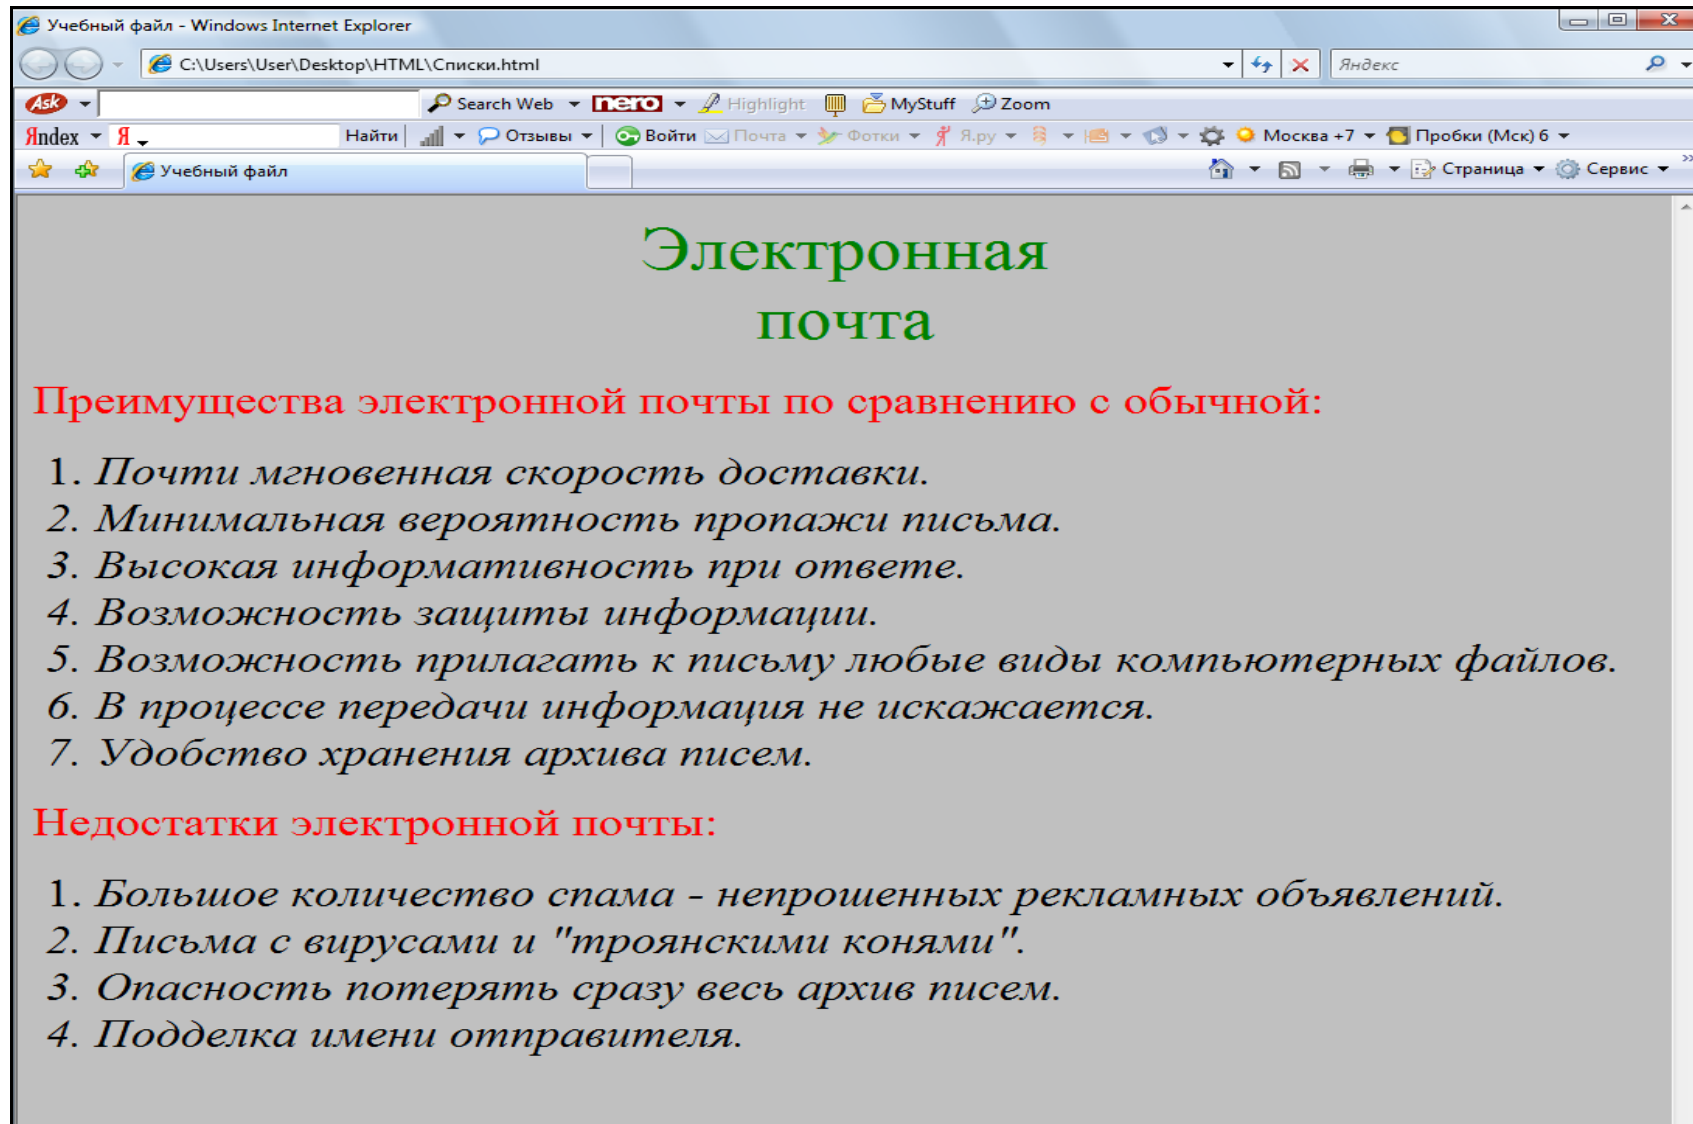 Учебный файл - Windows Internet Explorer
C:\Users\User\Desktop\HTML\Списки.html Яндекс
Ask Search Web nero Highlight MyStuff Zoom
Яndex Я Найти Отзывы Войти Почта Фотки Я.ру Москва +7 Пробки (Мск) 6
Учебный файл Страница Сервис
Электронная
почта
Преимущества электронной почты по сравнению с обычной:
1. Почти мгновенная скорость доставки.
2. Минимальная вероятность пропажи письма.
3. Высокая информативность при ответе.
4. Возможность защиты информации.
5. Возможность прилагать к письму любые виды компьютерных файлов.
6. В процессе передачи информация не искажается.
7. Удобство хранения архива писем.
Недостатки электронной почты:
1. Большое количество спама - непрошенных рекламных объявлений.
2. Письма с вирусами и "троянскими конями".
3. Опасность потерять сразу весь архив писем.
4. Подделка имени отправителя.